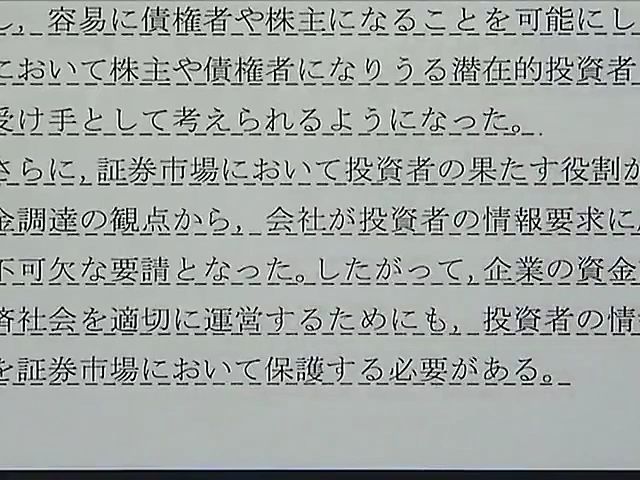 し，容易に債権者や株主になることを可能にし
において株主や債権者になりうる潜在的投資者
受け手として考えられるようになった。
さらに，証券市場において投資者の果たす役割が
金調達の観点から，会社が投資者の情報要求に
不可欠な要請となった。したがって，企業の資金
済社会を適切に運営するためにも，投資者の情
を証券市場において保護する必要がある。